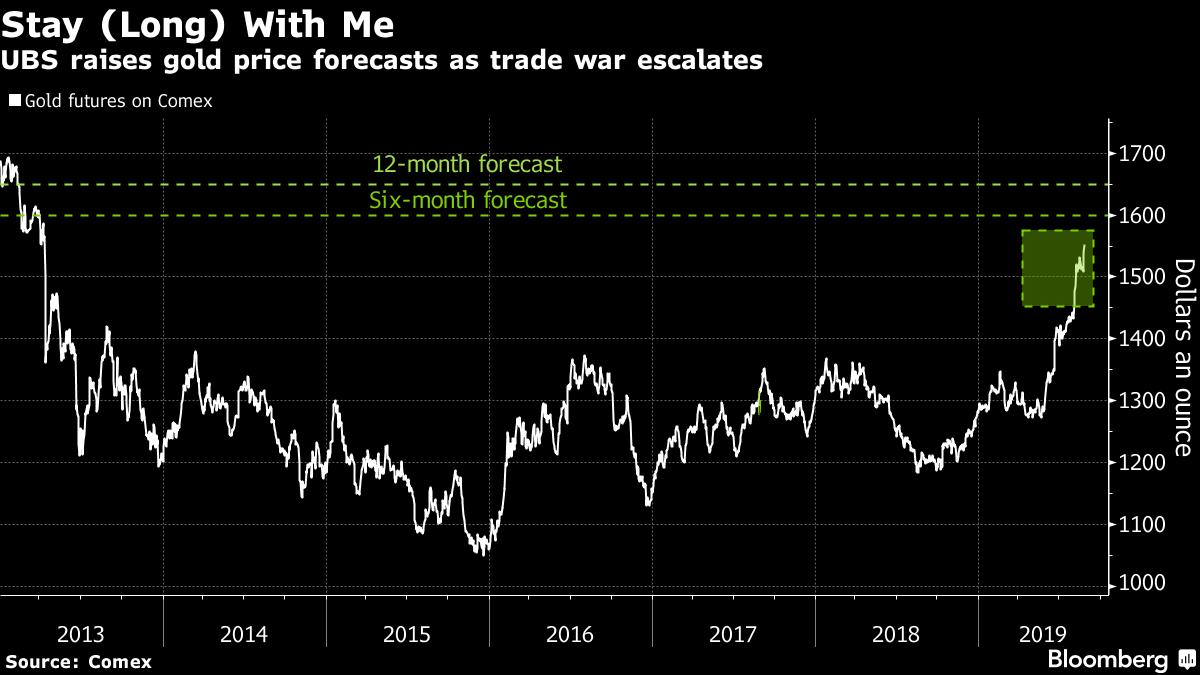 Stay (Long) With Me
UBS raises gold price forecasts as trade war escalates
Gold futures on Comex
12-month forecast
Six-month forecast
1700
1600
1500
1400
1300
1200
1100
1000
Dollars an ounce
2013 2014 2015 2016 2017 2018 2019
Source: Comex
Bloomberg